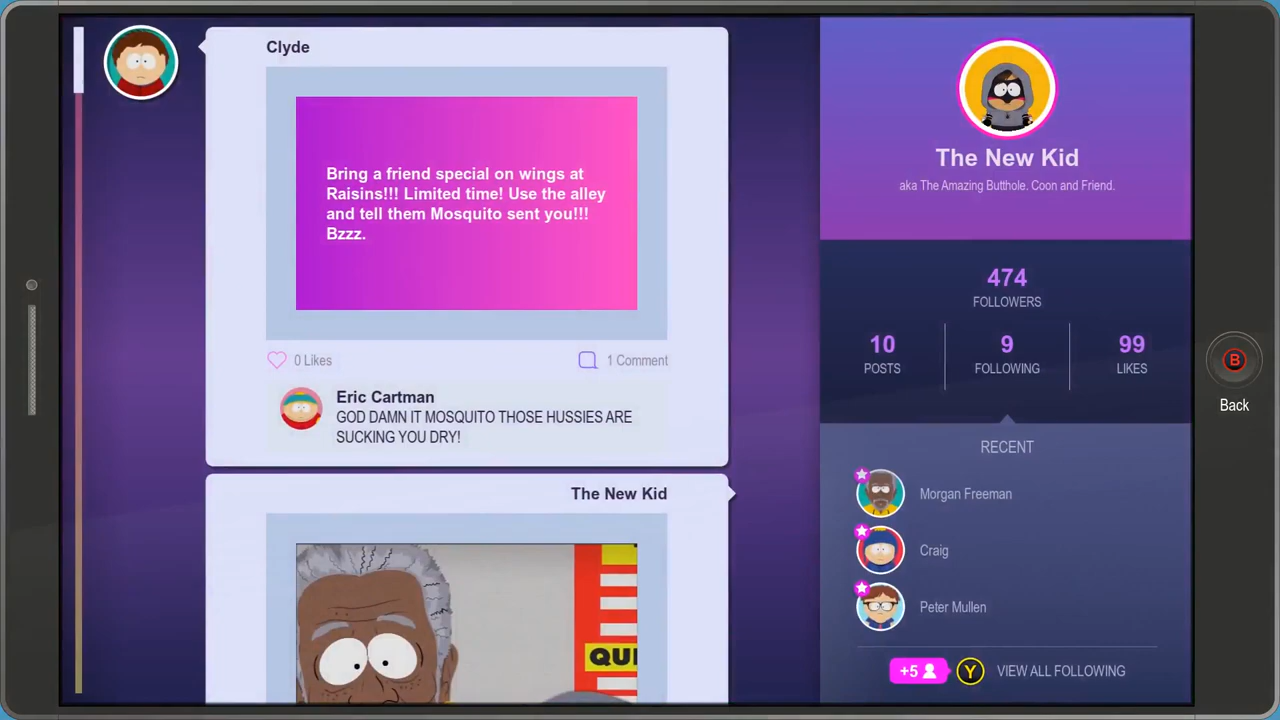 Clyde
Bring a friend special on wings at
Raisins!!! Limited time! Use the alley
and tell them Mosquito sent you!!!
Bzzz.
0 Likes
1 Comment
Eric Cartman
GOD DAMN IT MOSQUITO THOSE HUSSIES ARE
SUCKING YOU DRY!
The New Kid
QUI
The New Kid
aka The Amazing Butthole. Coon and Friend.
474
FOLLOWERS
10
POSTS
9
FOLLOWING
99
LIKES
RECENT
Morgan Freeman
Craig
Peter Mullen
+5
Y
VIEW ALL FOLLOWING
B
Back